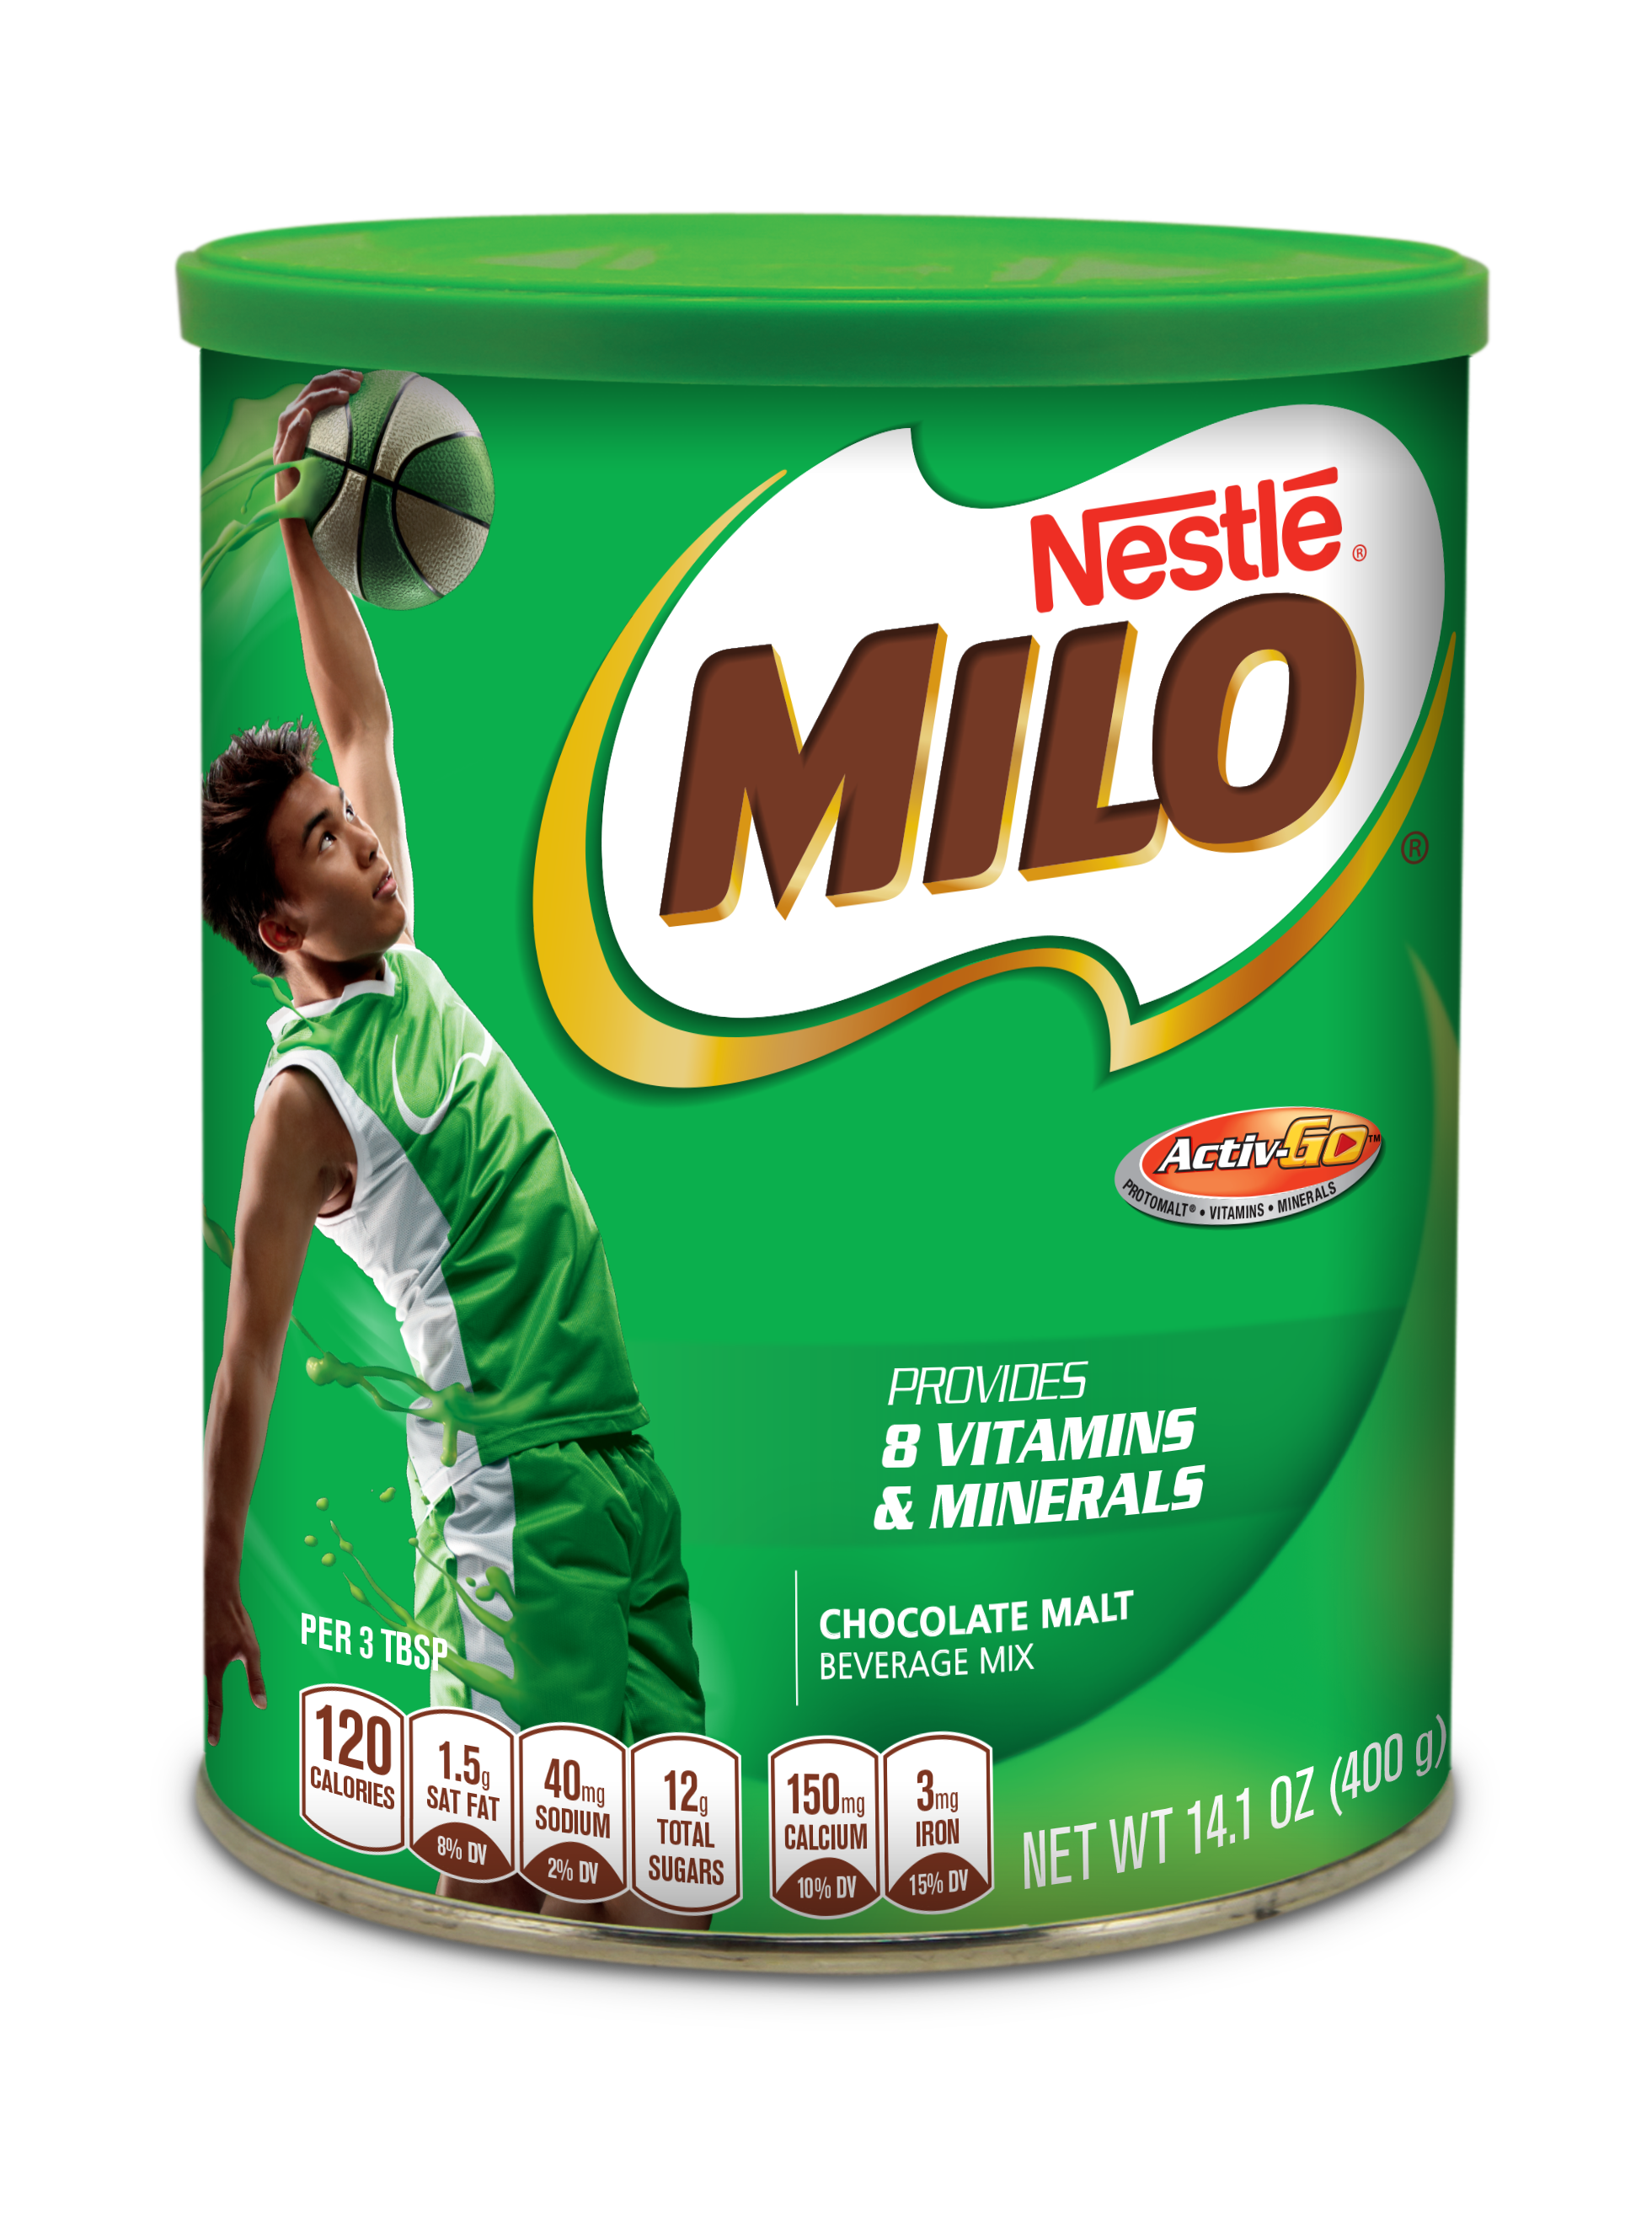 Nestlé®
MILO®
Activ-GO™
PROTOMALT® • VITAMINS • MINERALS
PROVIDES
8 VITAMINS
& MINERALS
CHOCOLATE MALT
BEVERAGE MIX
PER 3 TBSP
120
CALORIES
1.5g
SAT FAT
8% DV
40mg
SODIUM
2% DV
12g
TOTAL
SUGARS
150mg
CALCIUM
10% DV
3mg
IRON
15% DV
NET WT 14.1 OZ (400 g)